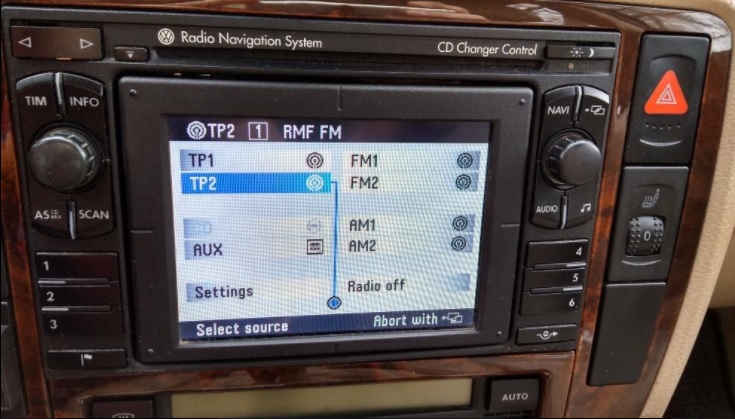 Radio Navigation System
CD Changer Control
TIM
INFO
NAVI
TP2 1 RMF FM
TP1
FM1
TP2
FM2
AS
SCAN
AUDIO
AM1
AUX
AM2
Settings
Radio off
Select source
Abort with
1
2
3
4
5
6
0
AUTO